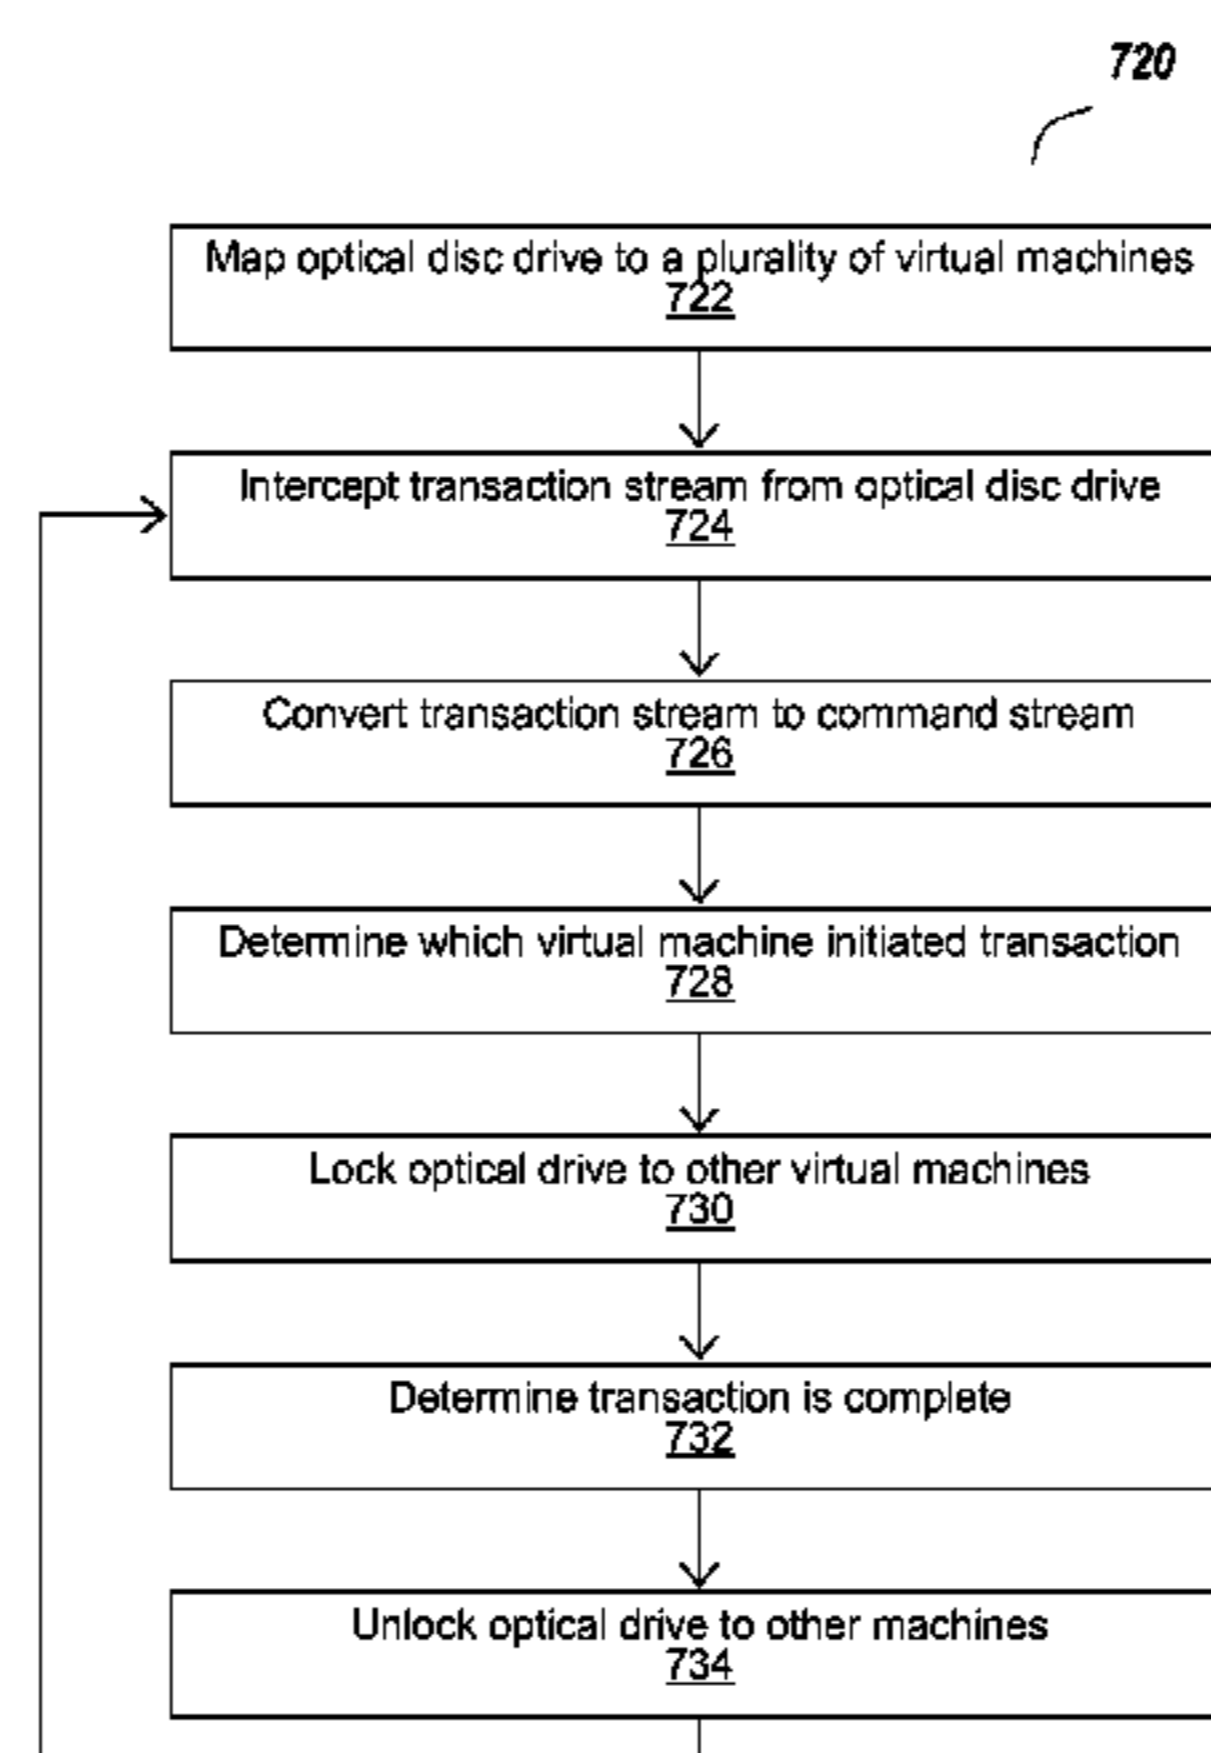 720
Map optical disc drive to a plurality of virtual machines
722
Intercept transaction stream from optical disc drive
724
Convert transaction stream to command stream
726
Determine which virtual machine initiated transaction
728
Lock optical drive to other virtual machines
730
Determine transaction is complete
732
Unlock optical drive to other machines
734